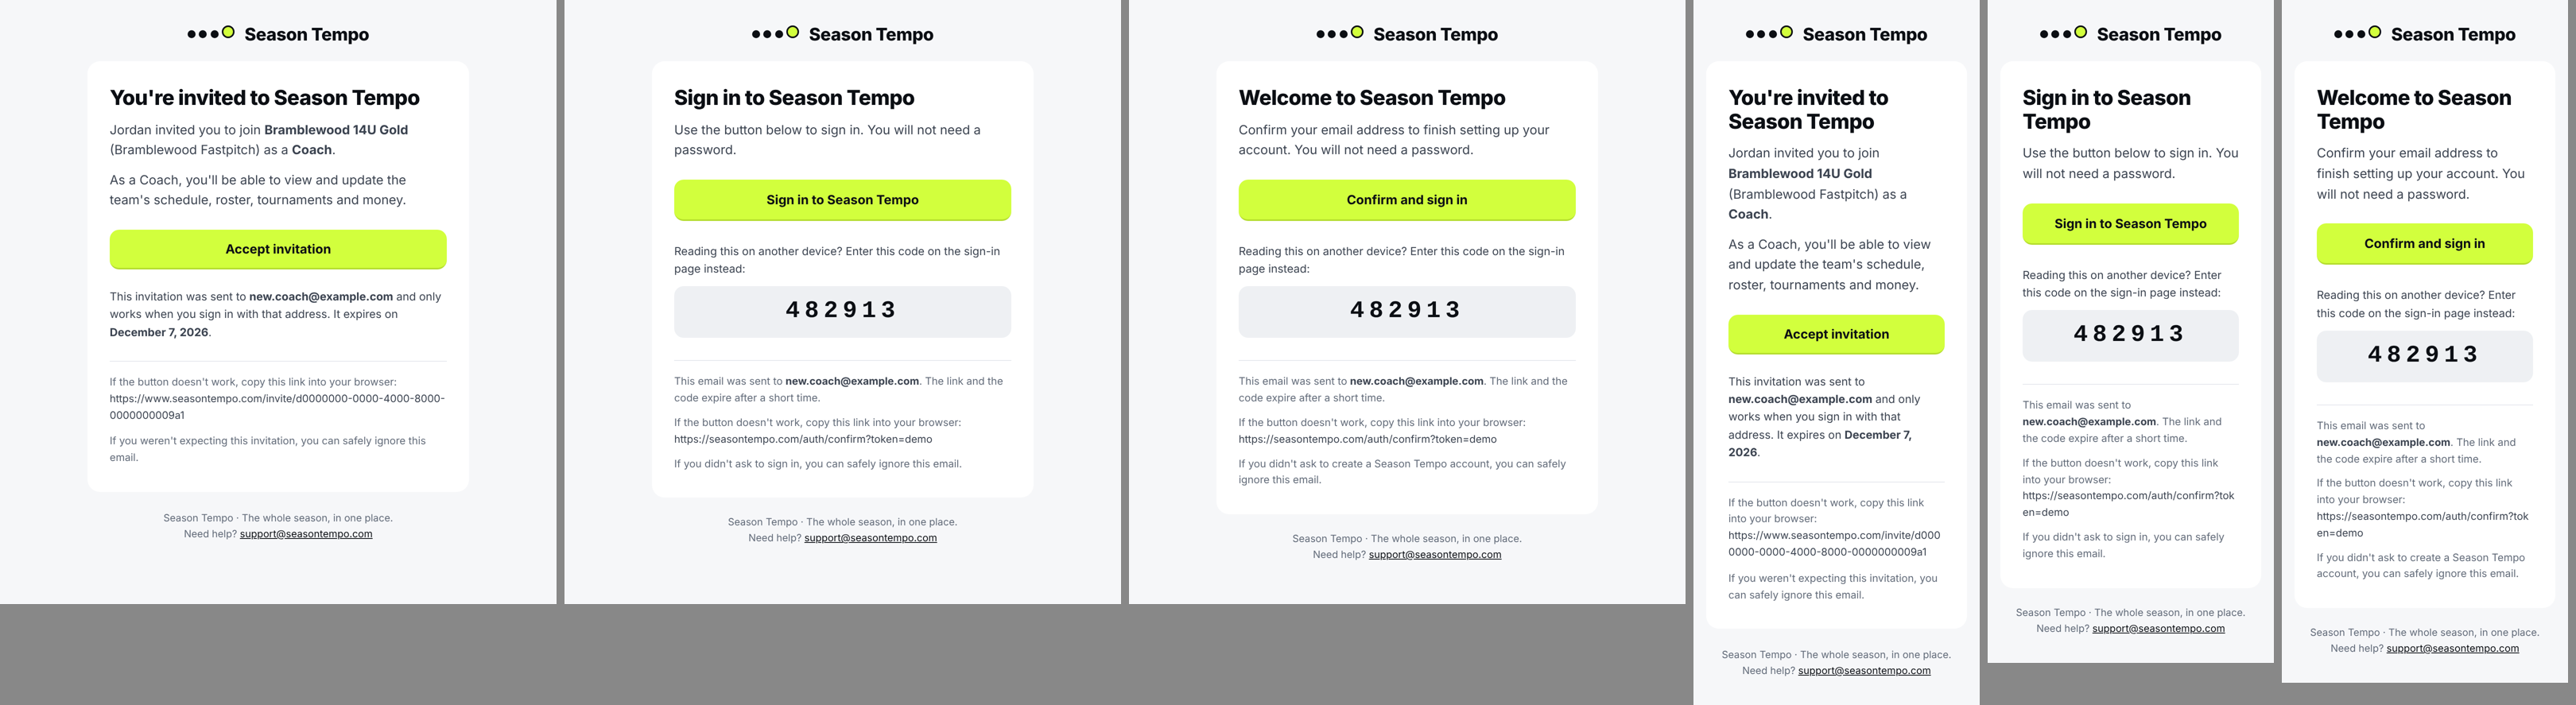 Season Tempo
You're invited to Season Tempo
Jordan invited you to join Bramblewood 14U Gold
(Bramblewood Fastpitch) as a Coach.
As a Coach, you'll be able to view and update the
team's schedule, roster, tournaments and money.
Accept invitation
This invitation was sent to new.coach@example.com and only
works when you sign in with that address. It expires on
December 7, 2026.
If the button doesn't work, copy this link into your browser:
https://www.seasontempo.com/invite/d0000000-0000-4000-8000-
0000000009a1
If you weren't expecting this invitation, you can safely ignore this
email.
Season Tempo · The whole season, in one place.
Need help? support@seasontempo.com
Season Tempo
Sign in to Season Tempo
Use the button below to sign in. You will not need a
password.
Sign in to Season Tempo
Reading this on another device? Enter this code on the sign-in
page instead:
482913
This email was sent to new.coach@example.com. The link and the
code expire after a short time.
If the button doesn't work, copy this link into your browser:
https://seasontempo.com/auth/confirm?token=demo
If you didn't ask to sign in, you can safely ignore this email.
Season Tempo · The whole season, in one place.
Need help? support@seasontempo.com
Season Tempo
Welcome to Season Tempo
Confirm your email address to finish setting up your
account. You will not need a password.
Confirm and sign in
Reading this on another device? Enter this code on the sign-in
page instead:
482913
This email was sent to new.coach@example.com. The link and the
code expire after a short time.
If the button doesn't work, copy this link into your browser:
https://seasontempo.com/auth/confirm?token=demo
If you didn't ask to create a Season Tempo account, you can safely
ignore this email.
Season Tempo · The whole season, in one place.
Need help? support@seasontempo.com
Season Tempo
You're invited to
Season Tempo
Jordan invited you to join
Bramblewood 14U Gold
(Bramblewood Fastpitch) as a
Coach.
As a Coach, you'll be able to view
and update the team's schedule,
roster, tournaments and money.
Accept invitation
This invitation was sent to
new.coach@example.com and only
works when you sign in with that
address. It expires on December 7,
2026.
If the button doesn't work, copy this link
into your browser:
https://www.seasontempo.com/invite/d000
0000-0000-4000-8000-0000000009a1
If you weren't expecting this invitation, you
can safely ignore this email.
Season Tempo · The whole season, in one place.
Need help? support@seasontempo.com
Season Tempo
Sign in to Season
Tempo
Use the button below to sign in. You
will not need a password.
Sign in to Season Tempo
Reading this on another device? Enter
this code on the sign-in page instead:
482913
This email was sent to
new.coach@example.com. The link and
the code expire after a short time.
If the button doesn't work, copy this link
into your browser:
https://seasontempo.com/auth/confirm?tok
en=demo
If you didn't ask to sign in, you can safely
ignore this email.
Season Tempo · The whole season, in one place.
Need help? support@seasontempo.com
Season Tempo
Welcome to Season
Tempo
Confirm your email address to
finish setting up your account. You
will not need a password.
Confirm and sign in
Reading this on another device? Enter
this code on the sign-in page instead:
482913
This email was sent to
new.coach@example.com. The link and
the code expire after a short time.
If the button doesn't work, copy this link
into your browser:
https://seasontempo.com/auth/confirm?tok
en=demo
If you didn't ask to create a Season Tempo
account, you can safely ignore this email.
Season Tempo · The whole season, in one place.
Need help? support@seasontempo.com